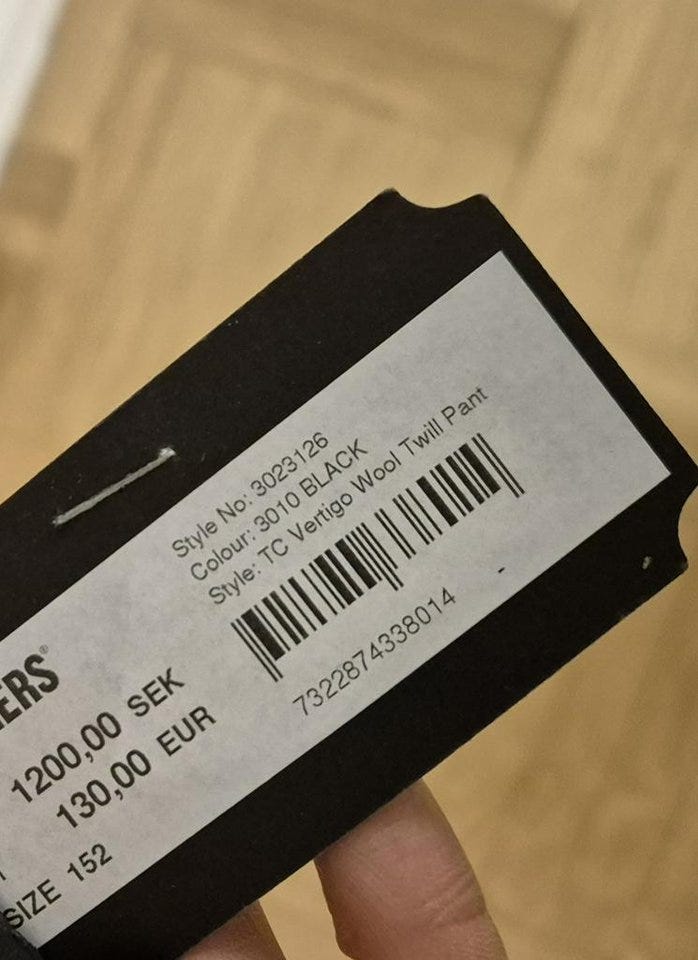 Style No: 3023126
Colour: 3010 BLACK
Style: TC Vertigo Wool Twill Pant
7322874338014
ERS®
1200,00 SEK
130,00 EUR
SIZE 152